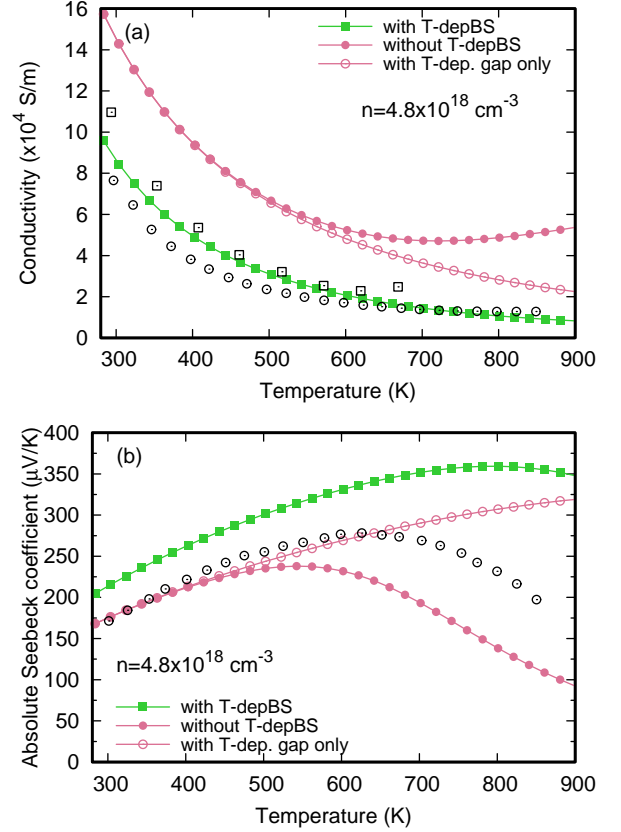 (a)
with T-depBS
without T-depBS
with T-dep. gap only
n=4.8x10^18 cm^-3
Conductivity (x10^4 S/m)
16
14
12
10
8
6
4
2
0
300 400 500 600 700 800 900
Temperature (K)
(b)
Absolute Seebeck coefficient (μV/K)
400
350
300
250
200
150
100
50
0
n=4.8x10^18 cm^-3
with T-depBS
without T-depBS
with T-dep. gap only
300 400 500 600 700 800 900
Temperature (K)